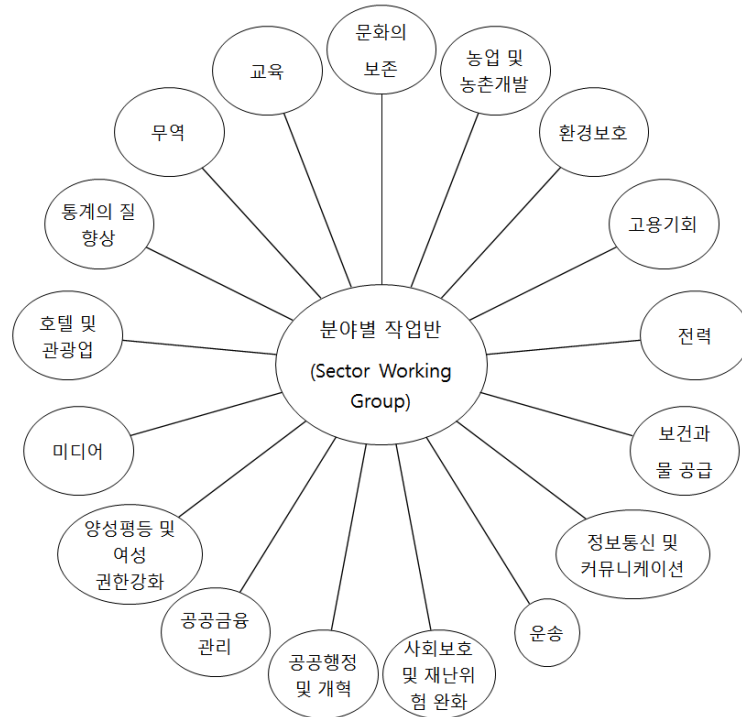 문화의
보존
농업 및
농촌개발
환경보호
고용기회
전력
보건과
물 공급
정보통신 및
커뮤니케이션
운송
사회보호
및 재난위
험 완화
공공행정
및 개혁
공공금융
관리
양성평등 및
여성
권한강화
미디어
호텔 및
관광업
통계의 질
향상
무역
교육
분야별 작업반
(Sector Working
Group)